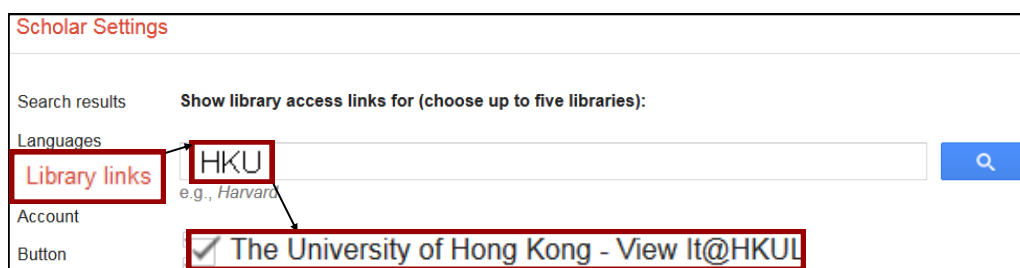 Scholar Settings
Search results
Show library access links for (choose up to five libraries):
Languages
HKU
Library links
e.g., Harvard
Account
Button
The University of Hong Kong - View It@HKUL